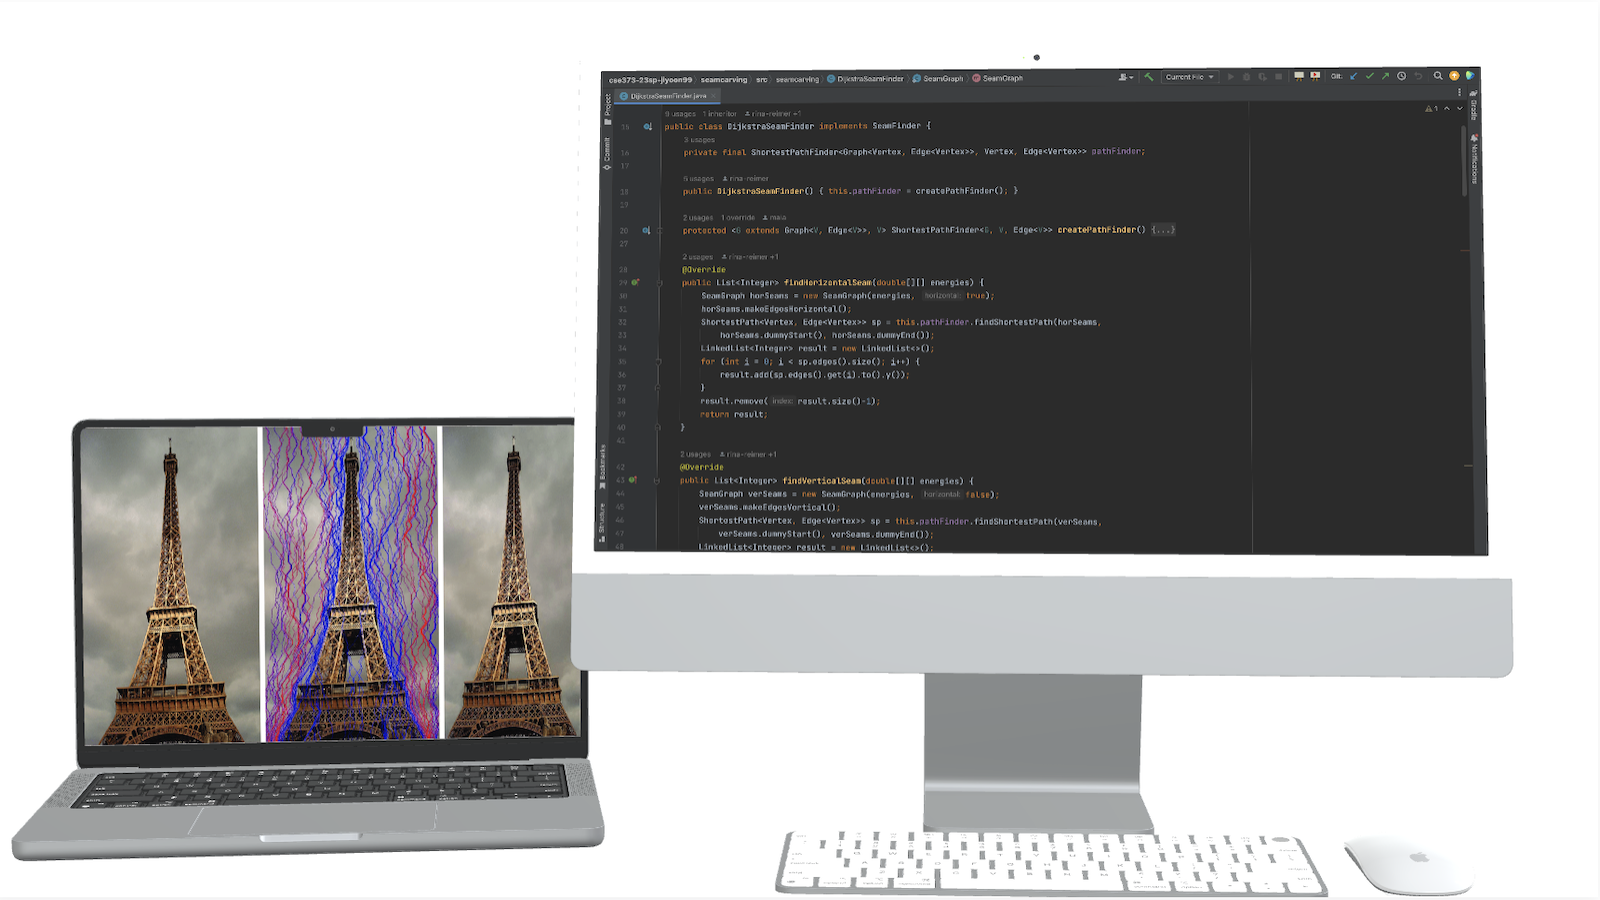 cse373-23sp-jiyoon99 seamcarving src seamcarving DijkstraSeamFinder SeamGraph SeamGraph
Current File
Git:
DijkstraSeamFinder.java
Project
Commit
Bookmarks
Structure
Gradle
Notifications
1
9 usages 1 inheritor rina-reimer +1
15 public class DijkstraSeamFinder implements SeamFinder {
3 usages
16 private final ShortestPathFinder<Graph<Vertex, Edge<Vertex>>, Vertex, Edge<Vertex>> pathFinder;
17
6 usages rina-reimer
18 public DijkstraSeamFinder() { this.pathFinder = createPathFinder(); }
19
2 usages 1 override
20 protected <G extends Graph<V, Edge<V>>, V> ShortestPathFinder<G, V, Edge<V>> createPathFinder() {...}
27
2 usages rina-reimer +1
28 @Override
29 public List<Integer> findHorizontalSeam(double[][] energies) {
30 SeamGraph horSeams = new SeamGraph(energies, horizontal: true);
31 horSeams.makeEdgesHorizontal();
32 ShortestPath<Vertex, Edge<Vertex>> sp = this.pathFinder.findShortestPath(horSeams,
33 horSeams.dummyStart(), horSeams.dummyEnd());
34 LinkedList<Integer> result = new LinkedList<>();
35 for (int i = 0; i < sp.edges().size(); i++) {
36 result.add(sp.edges().get(i).to().y());
37 }
38 result.remove( index: result.size()-1);
39 return result;
40 }
41
2 usages rina-reimer +1
42 @Override
43 public List<Integer> findVerticalSeam(double[][] energies) {
44 SeamGraph verSeams = new SeamGraph(energies, horizontal: false);
45 verSeams.makeEdgesVertical();
46 ShortestPath<Vertex, Edge<Vertex>> sp = this.pathFinder.findShortestPath(verSeams,
47 verSeams.dummyStart(), verSeams.dummyEnd());
48 LinkedList<Integer> result = new LinkedList<>();